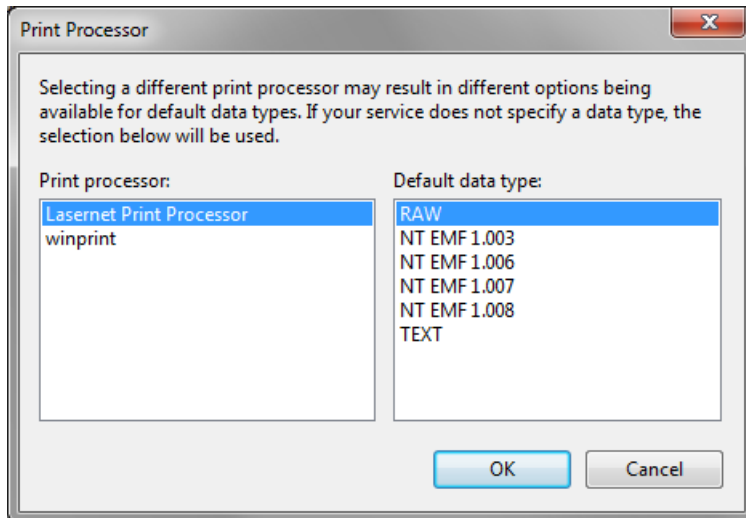 Print Processor
Selecting a different print processor may result in different options being
available for default data types. If your service does not specify a data type, the
selection below will be used.
Print processor:
Default data type:
Lasernet Print Processor
winprint
RAW
NT EMF 1.003
NT EMF 1.006
NT EMF 1.007
NT EMF 1.008
TEXT
OK
Cancel